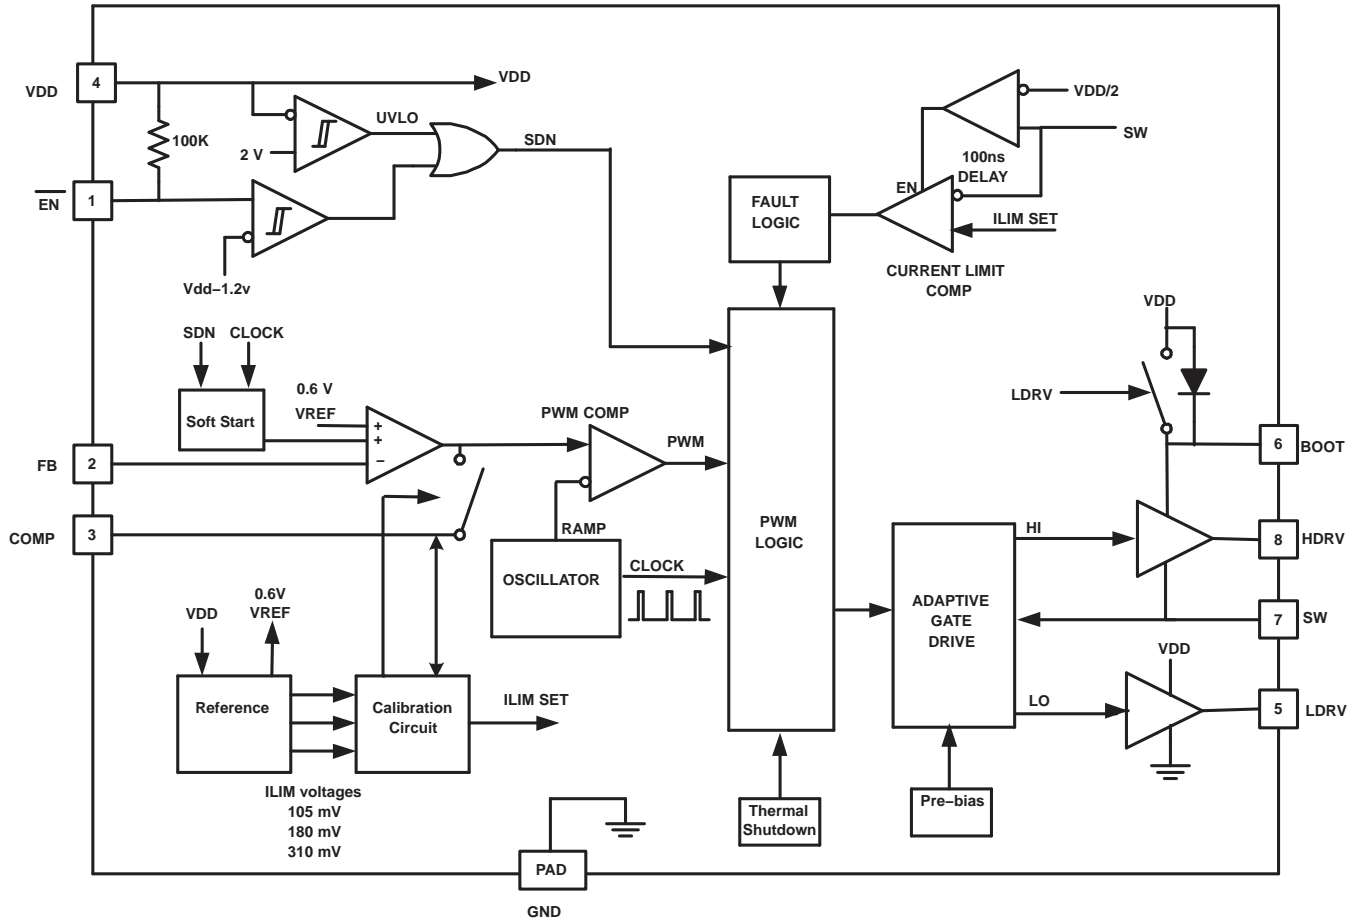 VDD
4
VDD
100K
UVLO
2 V
SDN
EN
1
Vdd–1.2v
VDD/2
SW
100ns
DELAY
EN
FAULT
LOGIC
ILIM SET
CURRENT LIMIT
COMP
SDN
CLOCK
Soft Start
0.6 V
VREF
+
+
–
FB
2
COMP
3
PWM COMP
PWM
RAMP
OSCILLATOR
CLOCK
PWM
LOGIC
VDD
LDRV
6
BOOT
HI
8
HDRV
ADAPTIVE
GATE
DRIVE
7
SW
VDD
LO
5
LDRV
VDD
0.6V
VREF
Reference
Calibration
Circuit
ILIM SET
ILIM voltages
105 mV
180 mV
310 mV
Thermal
Shutdown
Pre–bias
PAD
GND